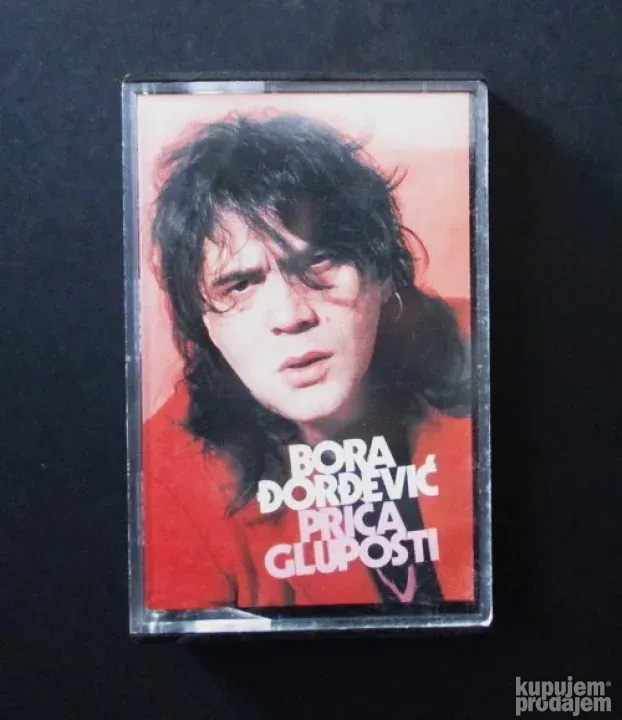 BORA
ĐORĐEVIĆ
PRIČA
GLUPOSTI
kupujem
prodajem